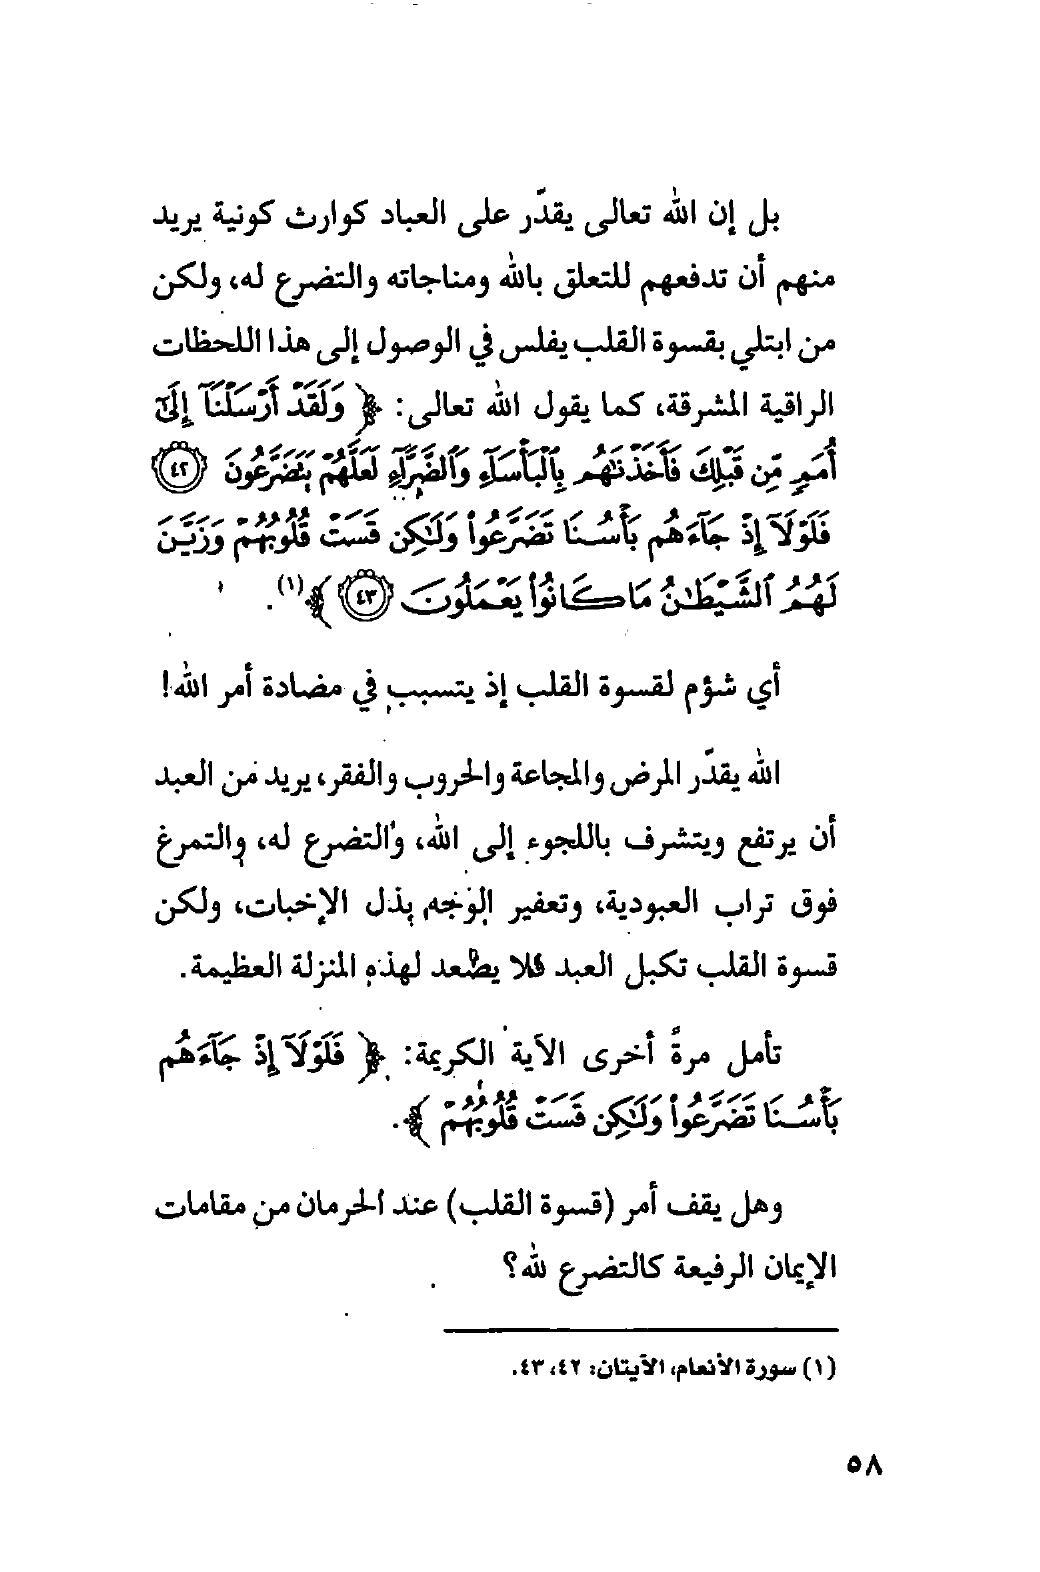 بل إن الله تعالى يقدّر على العباد كوارث كونية يريد
منهم أن تدفعهم للتعلق بالله ومناجاته والتضرع له، ولكن
من ابتلي بقسوة القلب يفلس في الوصول إلى هذا اللحظات
الراقية المشرقة، كما يقول الله تعالى: ﴿ وَلَقَدْ أَرْسَلْنَآ إِلَىٰٓ
أُمَمٍ مِّن قَبْلِكَ فَأَخَذْنَٰهُم بِٱلْبَأْسَآءِ وَٱلضَّرَّآءِ لَعَلَّهُمْ يَتَضَرَّعُونَ ٤٢
فَلَوْلَآ إِذْ جَآءَهُم بَأْسُنَا تَضَرَّعُوا۟ وَلَٰكِن قَسَتْ قُلُوبُهُمْ وَزَيَّنَ
لَهُمُ ٱلشَّيْطَٰنُ مَا كَانُوا۟ يَعْمَلُونَ ٤٣ ﴾(١).
أي شؤم لقسوة القلب إذ يتسبب في مضادة أمر الله!
الله يقدّر المرض والمجاعة والحروب والفقر، يريد من العبد
أن يرتفع ويتشرف باللجوء إلى الله، والتضرع له، والتمرغ
فوق تراب العبودية، وتعفير الوجه بذل الإخبات، ولكن
قسوة القلب تكبل العبد فلا يصعد لهذه المنزلة العظيمة.
تأمل مرةً أخرى الآية الكريمة: ﴿ فَلَوْلَآ إِذْ جَآءَهُم
بَأْسُنَا تَضَرَّعُوا۟ وَلَٰكِن قَسَتْ قُلُوبُهُمْ ﴾.
وهل يقف أمر (قسوة القلب) عند الحرمان من مقامات
الإيمان الرفيعة كالتضرع لله؟
(١) سورة الأنعام، الآيتان: ٤٢، ٤٣.
٥٨